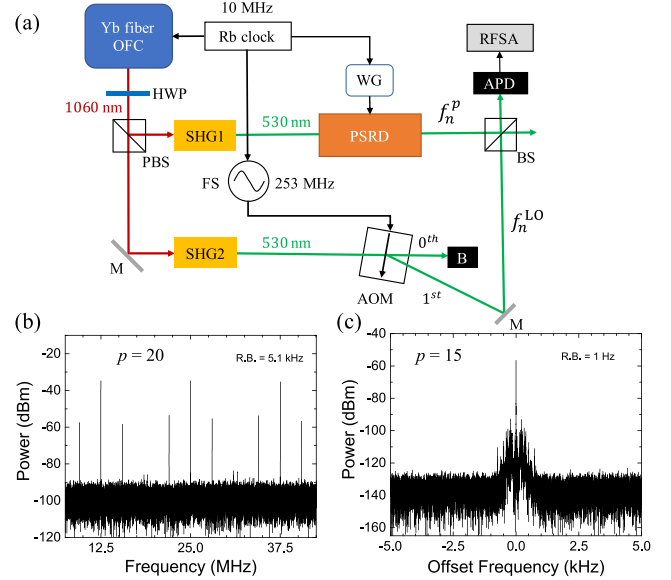 (a)
Yb fiber
OFC
10 MHz
Rb clock
WG
RFSA
APD
1060 nm
HWP
PBS
SHG1
530 nm
PSRD
f_n^p
BS
FS
253 MHz
f_n^LO
M
SHG2
530 nm
0^th
B
AOM
1^st
M
(b)
p = 20
R.B. = 5.1 kHz
Power (dBm)
0
-20
-40
-60
-80
-100
-120
12.5
25.0
37.5
Frequency (MHz)
(c)
p = 15
R.B. = 1 Hz
Power (dBm)
-40
-60
-80
-100
-120
-140
-160
-5.0
-2.5
0.0
2.5
5.0
Offset Frequency (kHz)